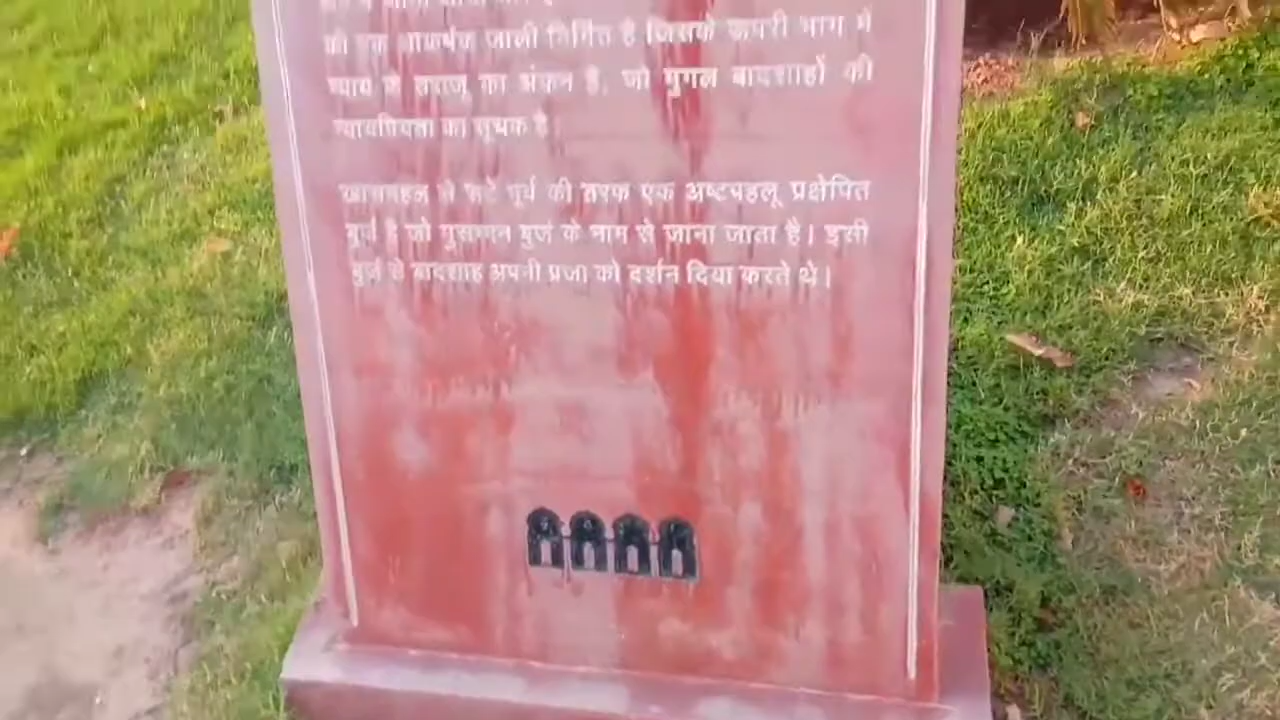 की एक आकर्षक जाली निर्मित है जिसके ऊपरी भाग में
न्याय के तराजू का अंकन है, जो मुगल बादशाहों की
न्यायप्रियता का सूचक है।
खासमहल से सटे पूर्व की तरफ एक अष्टपहलू प्रक्षेपित
बुर्ज है जो मुसम्मन बुर्ज के नाम से जाना जाता है। इसी
बुर्ज से बादशाह अपनी प्रजा को दर्शन दिया करते थे।